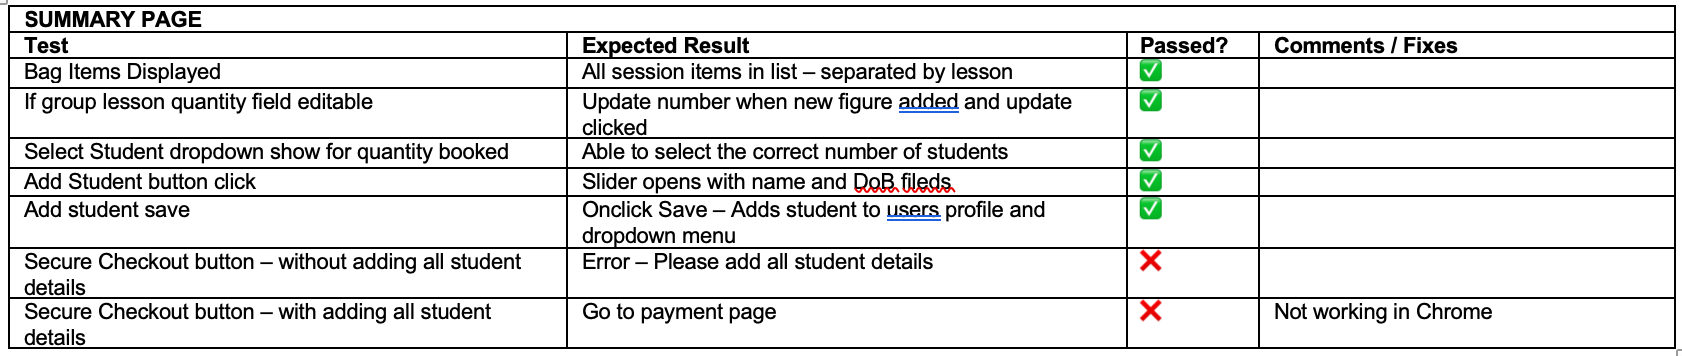 SUMMARY PAGE
Test Expected Result Passed? Comments / Fixes
Bag Items Displayed All session items in list – separated by lesson ✅
If group lesson quantity field editable Update number when new figure added and update
clicked ✅
Select Student dropdown show for quantity booked Able to select the correct number of students ✅
Add Student button click Slider opens with name and DoB fileds ✅
Add student save Onclick Save – Adds student to users profile and
dropdown menu ✅
Secure Checkout button – without adding all student
details Error – Please add all student details ❌
Secure Checkout button – with adding all student
details Go to payment page ❌ Not working in Chrome